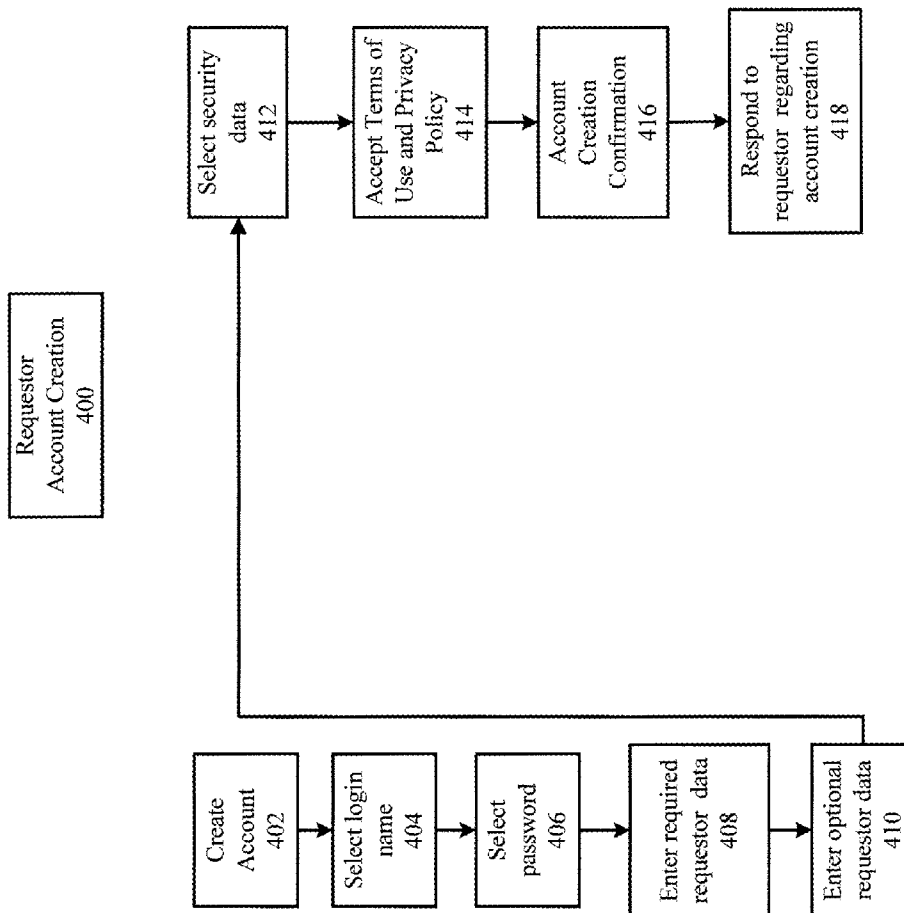 Requestor
Account Creation
400
Create
Account
402
Select login
name
404
Select
password
406
Enter required
requestor data
408
Enter optional
requestor data
410
Select security
data
412
Accept Terms of
Use and Privacy
Policy
414
Account
Creation
Confirmation
416
Respond to
requestor regarding
account creation
418